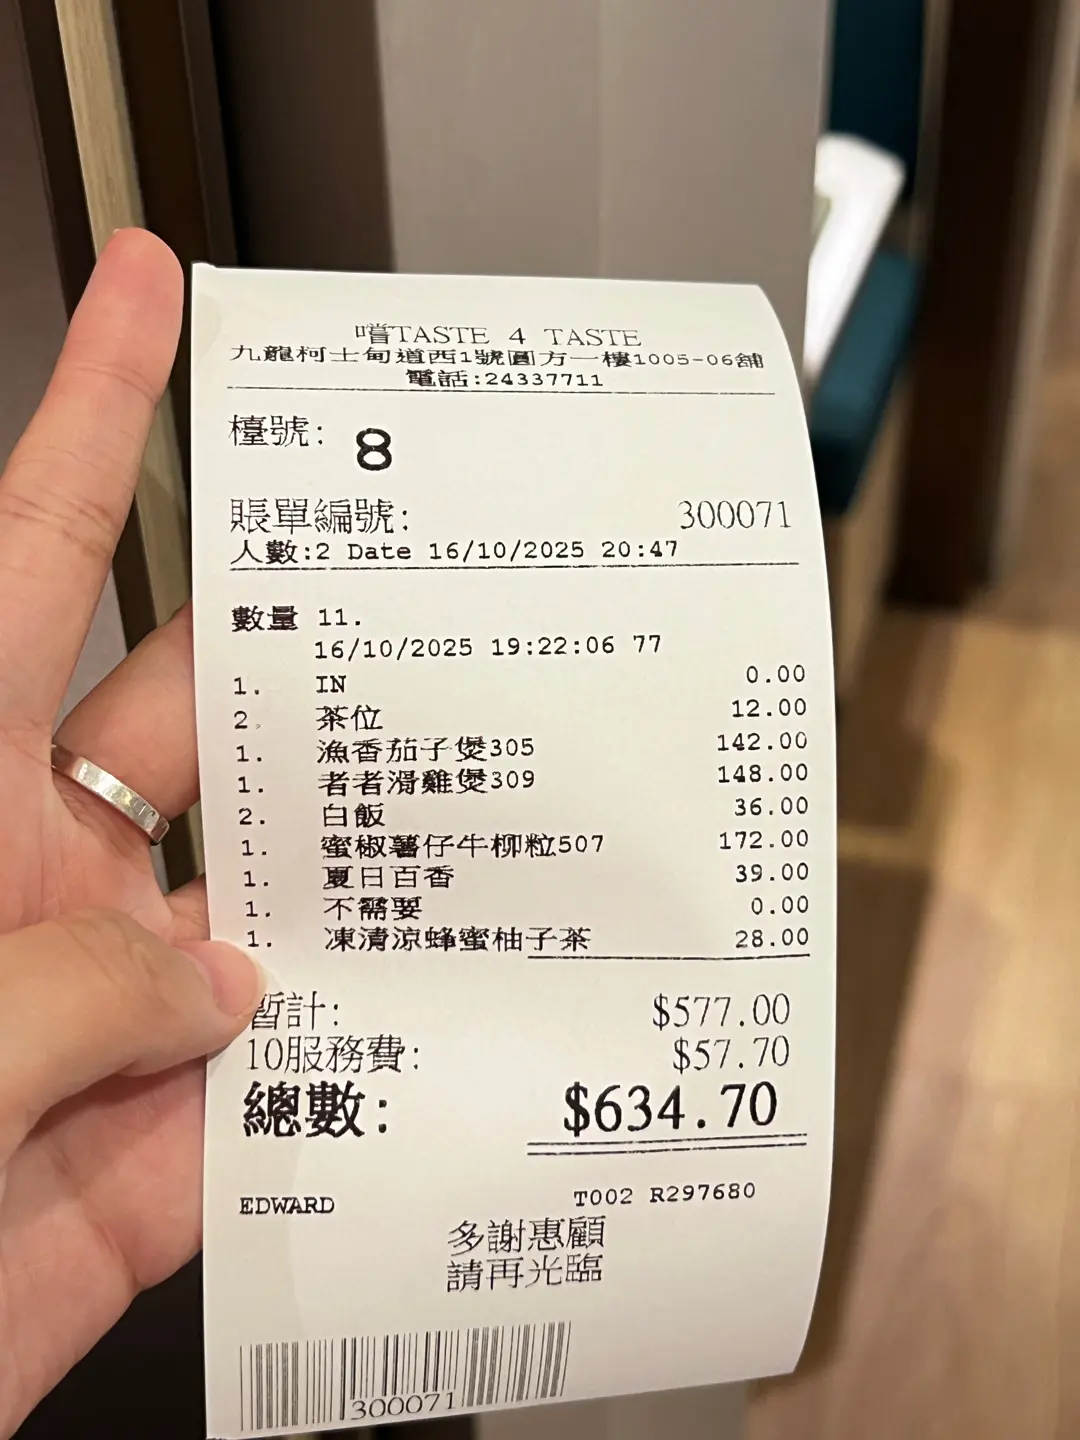 嚐TASTE 4 TASTE
九龍柯士甸道西1號圓方一樓1005-06舖
電話:24337711
檯號: 8
賬單編號: 300071
人數:2 Date 16/10/2025 20:47
數量 11.
16/10/2025 19:22:06 77
1. IN 0.00
2. 茶位 12.00
1. 漁香茄子煲305 142.00
1. 者者滑雞煲309 148.00
2. 白飯 36.00
1. 蜜椒薯仔牛柳粒507 172.00
1. 夏日百香 39.00
1. 不需要 0.00
1. 凍清涼蜂蜜柚子茶 28.00
暫計: $577.00
10服務費: $57.70
總數: $634.70
EDWARD T002 R297680
多謝惠顧
請再光臨
300071